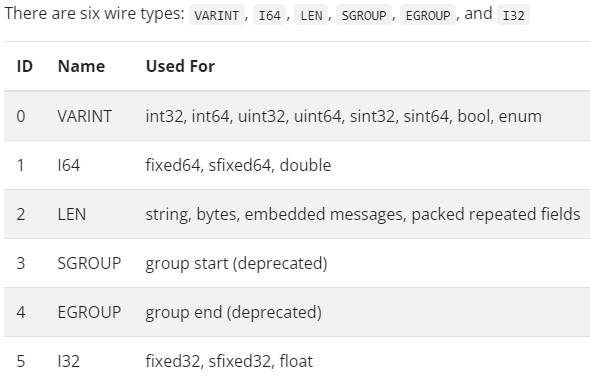 There are six wire types: VARINT, I64, LEN, SGROUP, EGROUP, and I32
ID Name Used For
0 VARINT int32, int64, uint32, uint64, sint32, sint64, bool, enum
1 I64 fixed64, sfixed64, double
2 LEN string, bytes, embedded messages, packed repeated fields
3 SGROUP group start (deprecated)
4 EGROUP group end (deprecated)
5 I32 fixed32, sfixed32, float